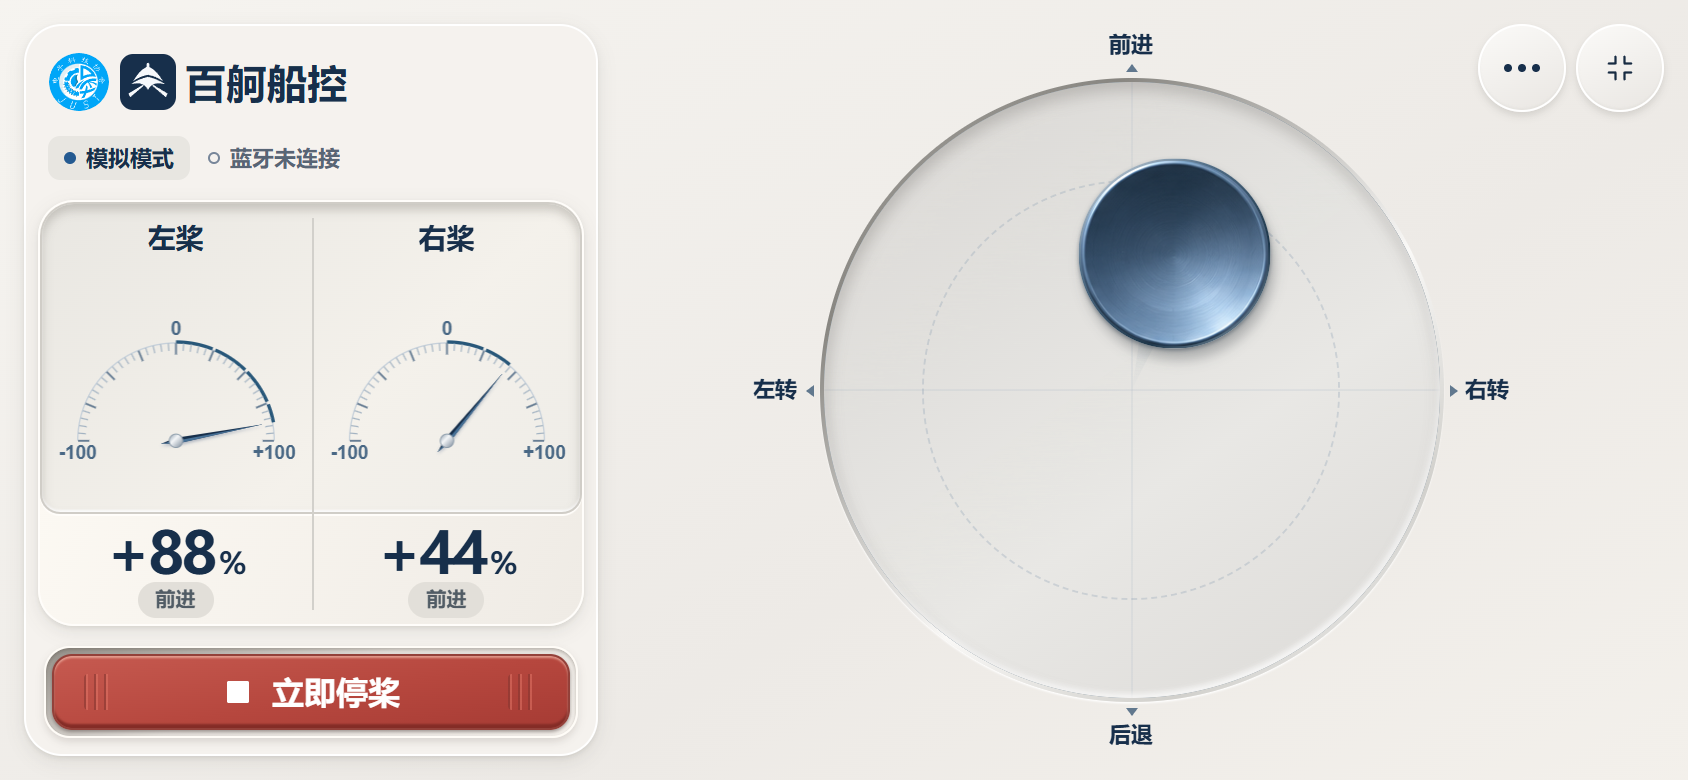 百舸船控
模拟模式
蓝牙未连接
左桨
右桨
0
-100
+100
0
-100
+100
+88%
前进
+44%
前进
立即停桨
前进
左转
右转
后退
JUST